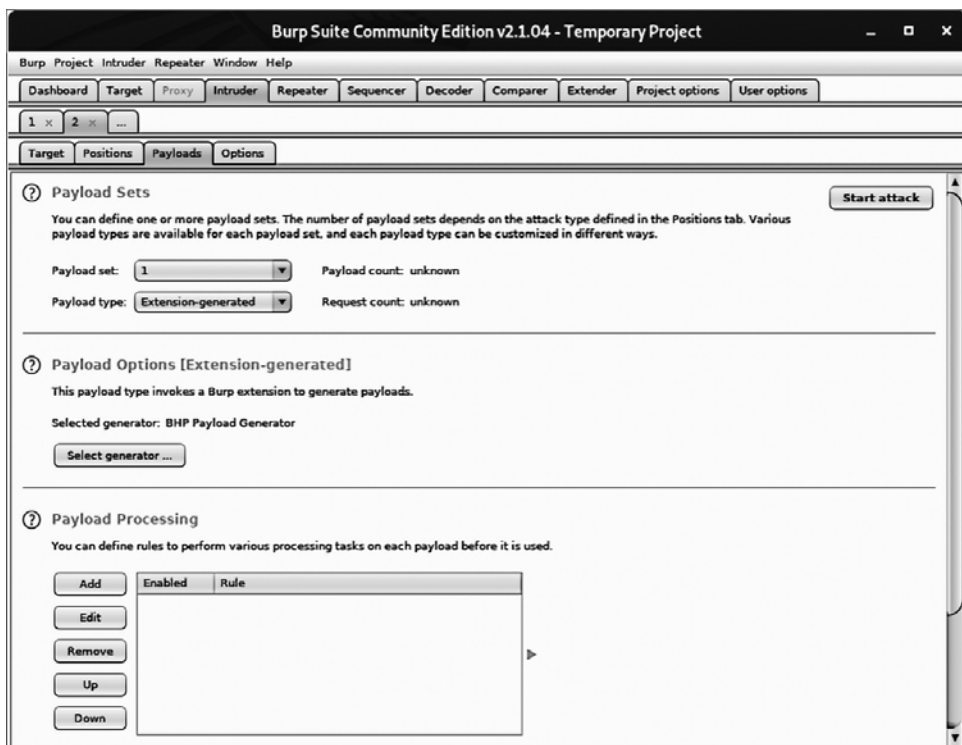 Burp Suite Community Edition v2.1.04 - Temporary Project
Burp Project Intruder Repeater Window Help
Dashboard Target Proxy Intruder Repeater Sequencer Decoder Comparer Extender Project options User options
1 × 2 × ...
Target Positions Payloads Options
? Payload Sets
Start attack
You can define one or more payload sets. The number of payload sets depends on the attack type defined in the Positions tab. Various
payload types are available for each payload set, and each payload type can be customized in different ways.
Payload set: 1 Payload count: unknown
Payload type: Extension-generated Request count: unknown
? Payload Options [Extension-generated]
This payload type invokes a Burp extension to generate payloads.
Selected generator: BHP Payload Generator
Select generator ...
? Payload Processing
You can define rules to perform various processing tasks on each payload before it is used.
Add Enabled Rule
Edit
Remove
Up
Down